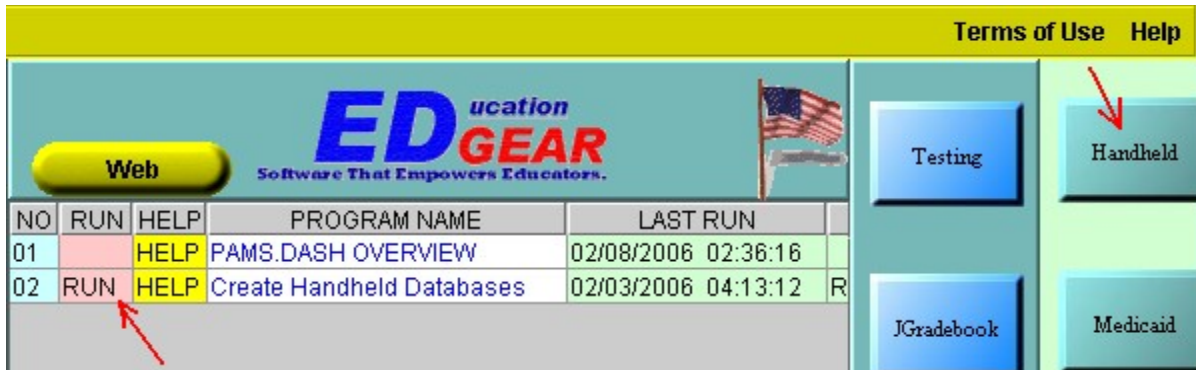 Terms of Use Help
EDucation
GEAR
Software That Empowers Educators.
Web
Testing
Handheld
NO RUN HELP PROGRAM NAME LAST RUN
01 HELP PAMS.DASH OVERVIEW 02/08/2006 02:36:16
02 RUN HELP Create Handheld Databases 02/03/2006 04:13:12 R
JGradebook
Medicaid